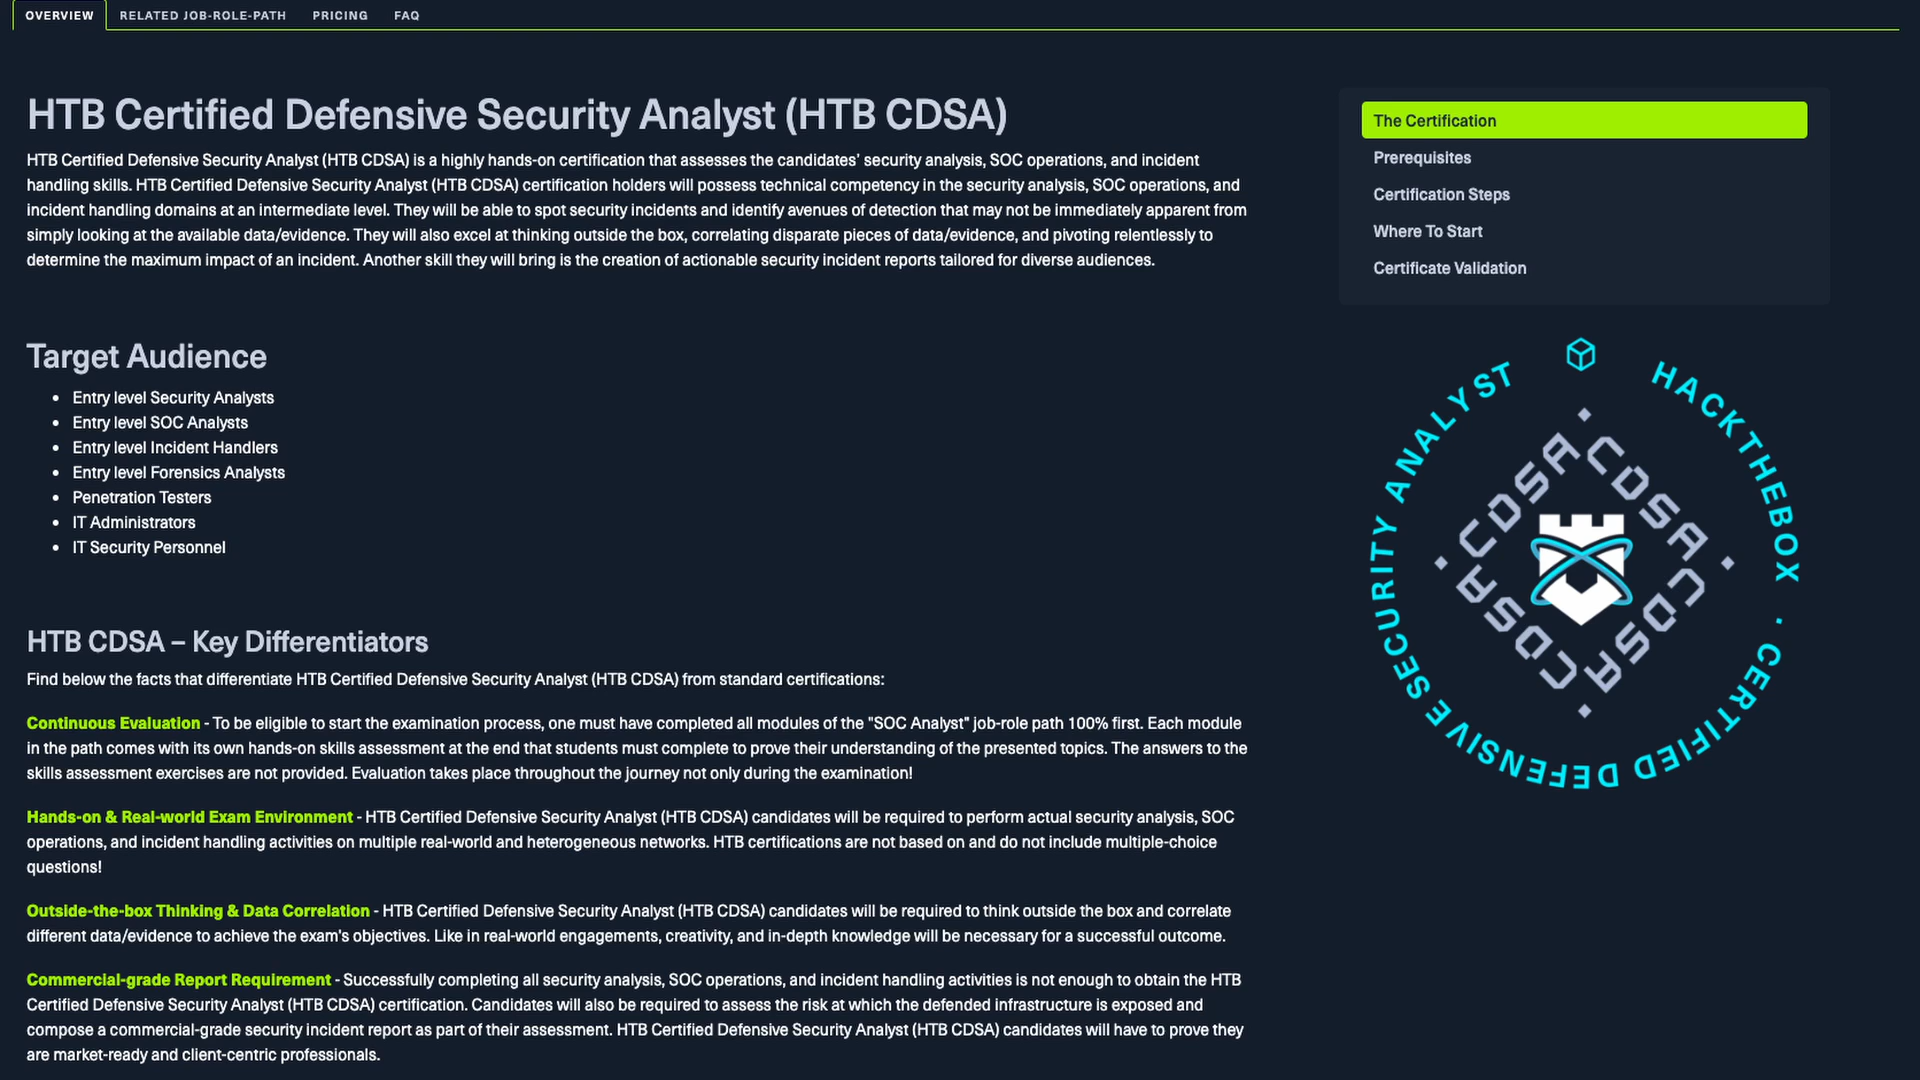 OVERVIEW
RELATED JOB-ROLE-PATH
PRICING
FAQ
HTB Certified Defensive Security Analyst (HTB CDSA)
HTB Certified Defensive Security Analyst (HTB CDSA) is a highly hands-on certification that assesses the candidates' security analysis, SOC operations, and incident
handling skills. HTB Certified Defensive Security Analyst (HTB CDSA) certification holders will possess technical competency in the security analysis, SOC operations, and
incident handling domains at an intermediate level. They will be able to spot security incidents and identify avenues of detection that may not be immediately apparent from
simply looking at the available data/evidence. They will also excel at thinking outside the box, correlating disparate pieces of data/evidence, and pivoting relentlessly to
determine the maximum impact of an incident. Another skill they will bring is the creation of actionable security incident reports tailored for diverse audiences.
Target Audience
• Entry level Security Analysts
• Entry level SOC Analysts
• Entry level Incident Handlers
• Entry level Forensics Analysts
• Penetration Testers
• IT Administrators
• IT Security Personnel
HTB CDSA – Key Differentiators
Find below the facts that differentiate HTB Certified Defensive Security Analyst (HTB CDSA) from standard certifications:
Continuous Evaluation - To be eligible to start the examination process, one must have completed all modules of the "SOC Analyst" job-role path 100% first. Each module
in the path comes with its own hands-on skills assessment at the end that students must complete to prove their understanding of the presented topics. The answers to the
skills assessment exercises are not provided. Evaluation takes place throughout the journey not only during the examination!
Hands-on & Real-world Exam Environment - HTB Certified Defensive Security Analyst (HTB CDSA) candidates will be required to perform actual security analysis, SOC
operations, and incident handling activities on multiple real-world and heterogeneous networks. HTB certifications are not based on and do not include multiple-choice
questions!
Outside-the-box Thinking & Data Correlation - HTB Certified Defensive Security Analyst (HTB CDSA) candidates will be required to think outside the box and correlate
different data/evidence to achieve the exam's objectives. Like in real-world engagements, creativity, and in-depth knowledge will be necessary for a successful outcome.
Commercial-grade Report Requirement - Successfully completing all security analysis, SOC operations, and incident handling activities is not enough to obtain the HTB
Certified Defensive Security Analyst (HTB CDSA) certification. Candidates will also be required to assess the risk at which the defended infrastructure is exposed and
compose a commercial-grade security incident report as part of their assessment. HTB Certified Defensive Security Analyst (HTB CDSA) candidates will have to prove they
are market-ready and client-centric professionals.
The Certification
Prerequisites
Certification Steps
Where To Start
Certificate Validation
HACKTHEBOX · CERTIFIED DEFENSIVE SECURITY ANALYST
CDSA
CDSA
CDSA
CDSA